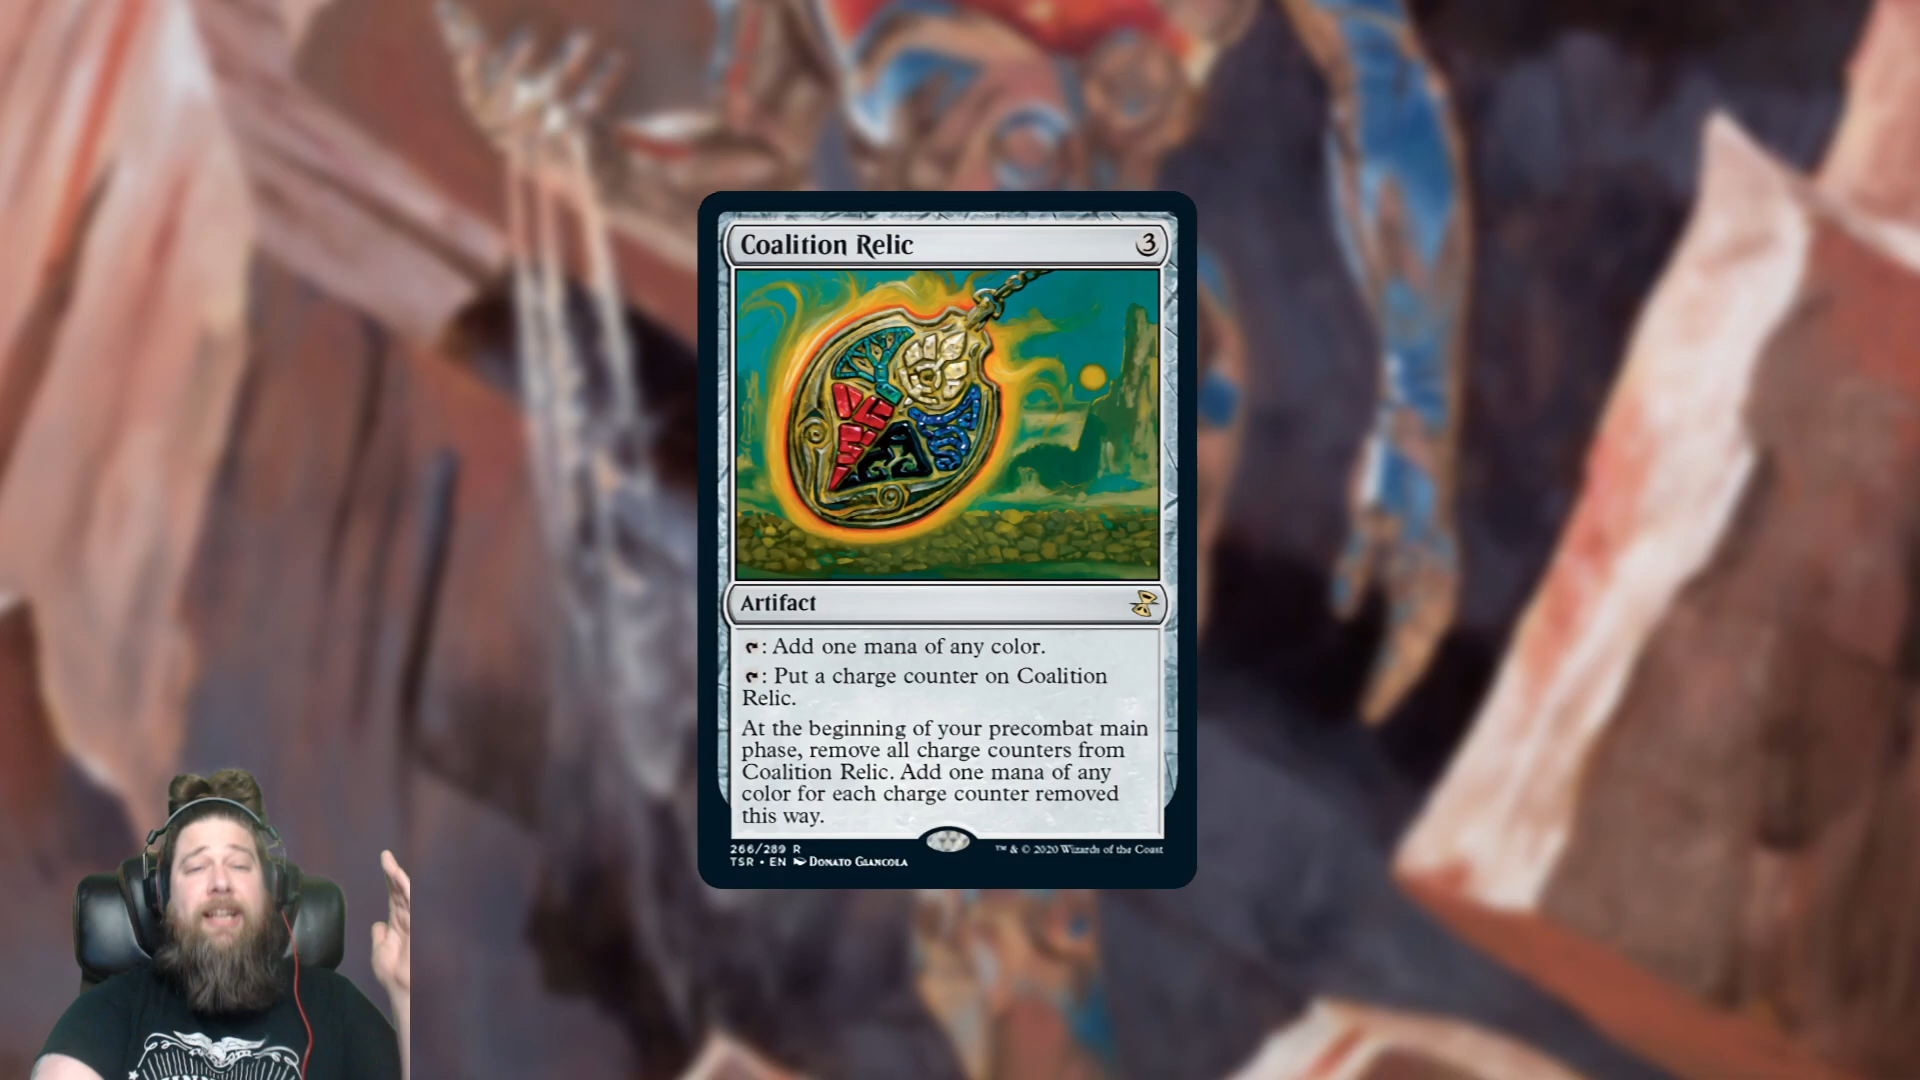 Coalition Relic 3
Artifact
: Add one mana of any color.
: Put a charge counter on Coalition
Relic.
At the beginning of your precombat main
phase, remove all charge counters from
Coalition Relic. Add one mana of any
color for each charge counter removed
this way.
266/289 R
TSR • EN Donato Giancola
™ & © 2020 Wizards of the Coast